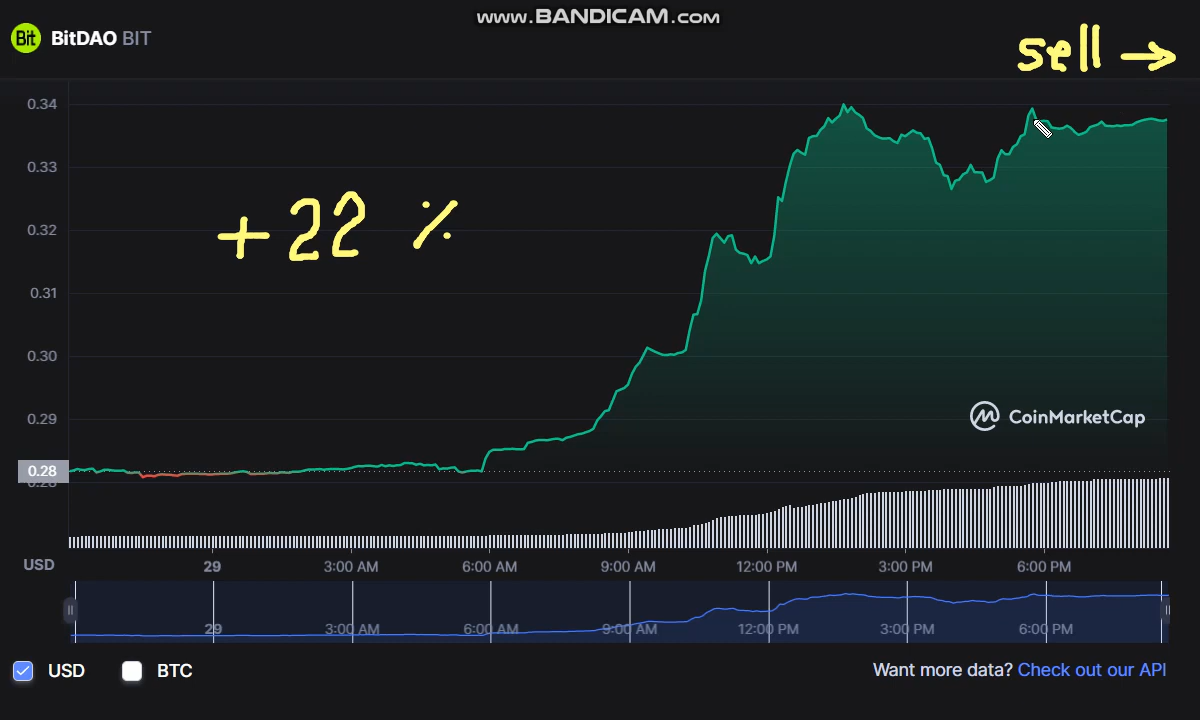 www.BANDICAM.com
BitDAO BIT
sell →
0.34
0.33
+22 %
0.32
0.31
0.30
CoinMarketCap
0.29
0.28
0.28
USD
29 3:00 AM 6:00 AM 9:00 AM 12:00 PM 3:00 PM 6:00 PM
29 3:00 AM 6:00 AM 9:00 AM 12:00 PM 3:00 PM 6:00 PM
USD BTC Want more data? Check out our API